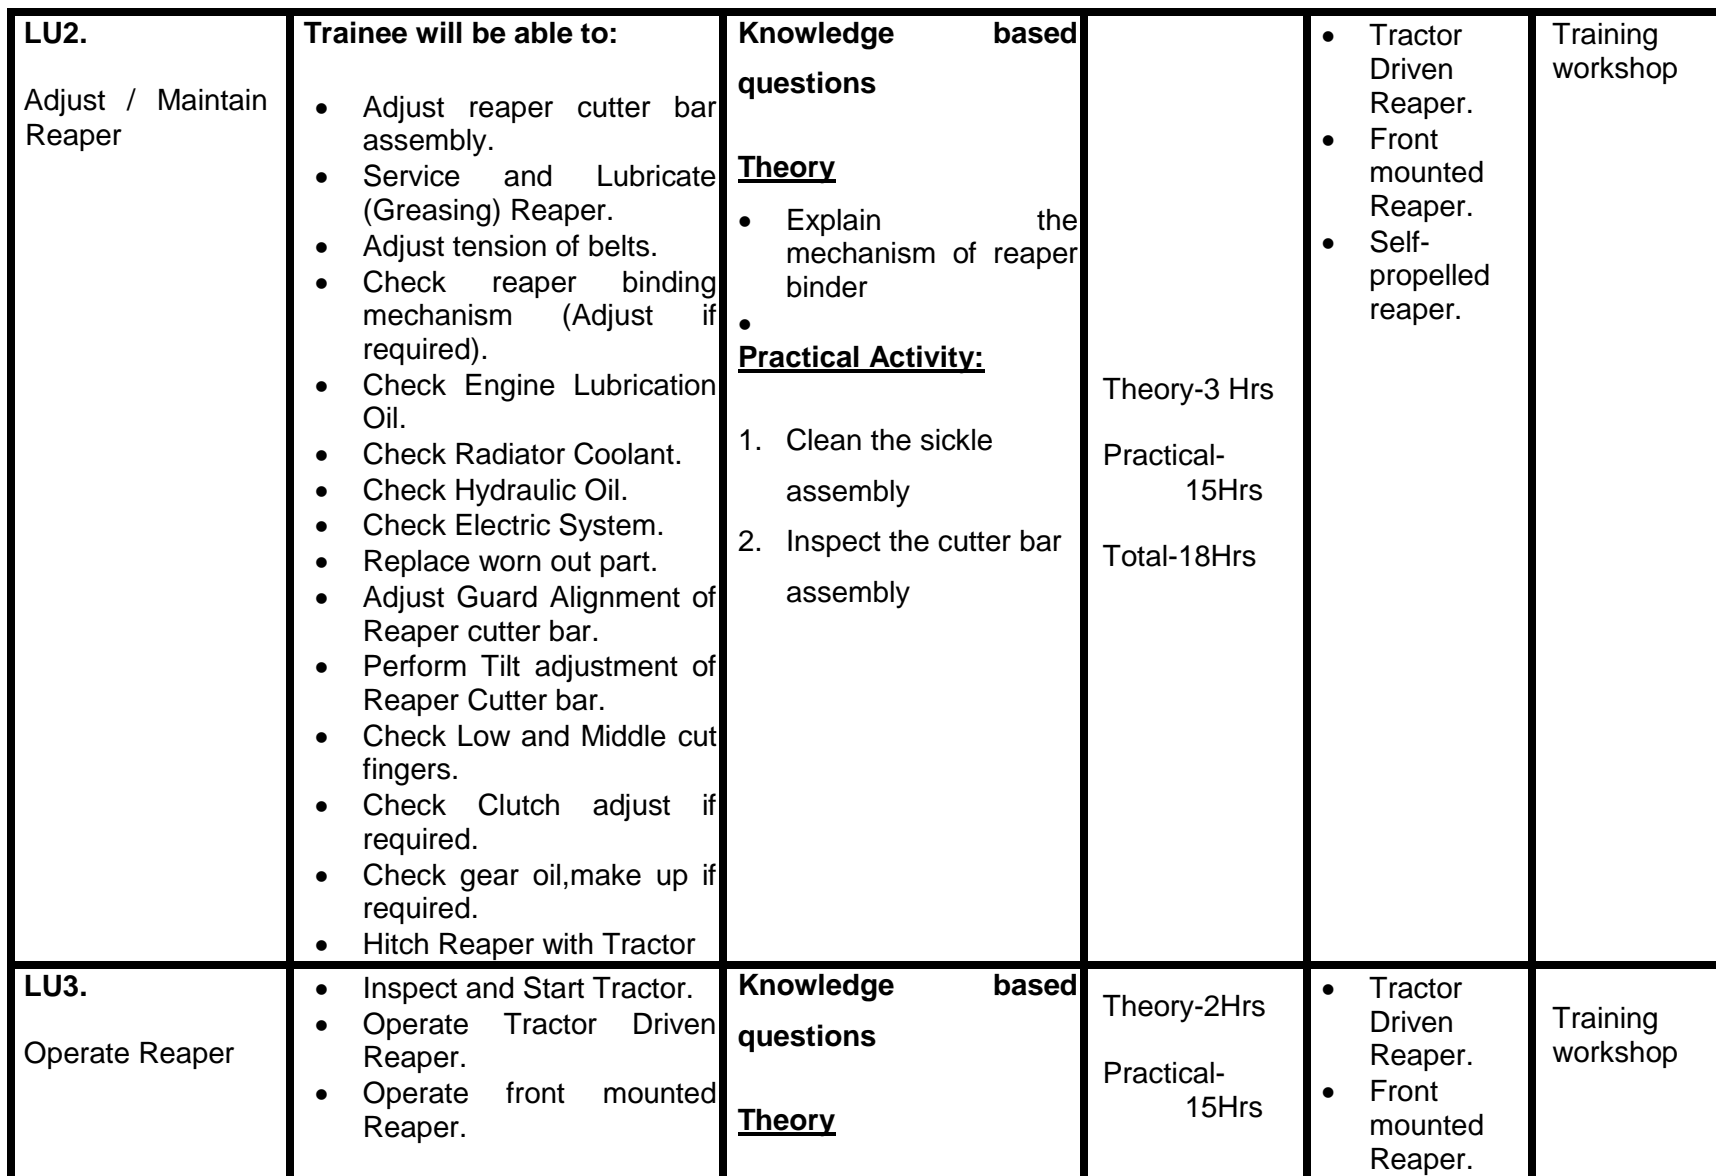 LU2.
Adjust / Maintain
Reaper
Trainee will be able to:
• Adjust reaper cutter bar
assembly.
• Service and Lubricate
(Greasing) Reaper.
• Adjust tension of belts.
• Check reaper binding
mechanism (Adjust if
required).
• Check Engine Lubrication
Oil.
• Check Radiator Coolant.
• Check Hydraulic Oil.
• Check Electric System.
• Replace worn out part.
• Adjust Guard Alignment of
Reaper cutter bar.
• Perform Tilt adjustment of
Reaper Cutter bar.
• Check Low and Middle cut
fingers.
• Check Clutch adjust if
required.
• Check gear oil,make up if
required.
• Hitch Reaper with Tractor
Knowledge based
questions
Theory
• Explain the
mechanism of reaper
binder
•
Practical Activity:
1. Clean the sickle
assembly
2. Inspect the cutter bar
assembly
Theory-3 Hrs
Practical-
15Hrs
Total-18Hrs
• Tractor
Driven
Reaper.
• Front
mounted
Reaper.
• Self-
propelled
reaper.
Training
workshop
LU3.
Operate Reaper
• Inspect and Start Tractor.
• Operate Tractor Driven
Reaper.
• Operate front mounted
Reaper.
Knowledge based
questions
Theory
Theory-2Hrs
Practical-
15Hrs
• Tractor
Driven
Reaper.
• Front
mounted
Reaper.
Training
workshop